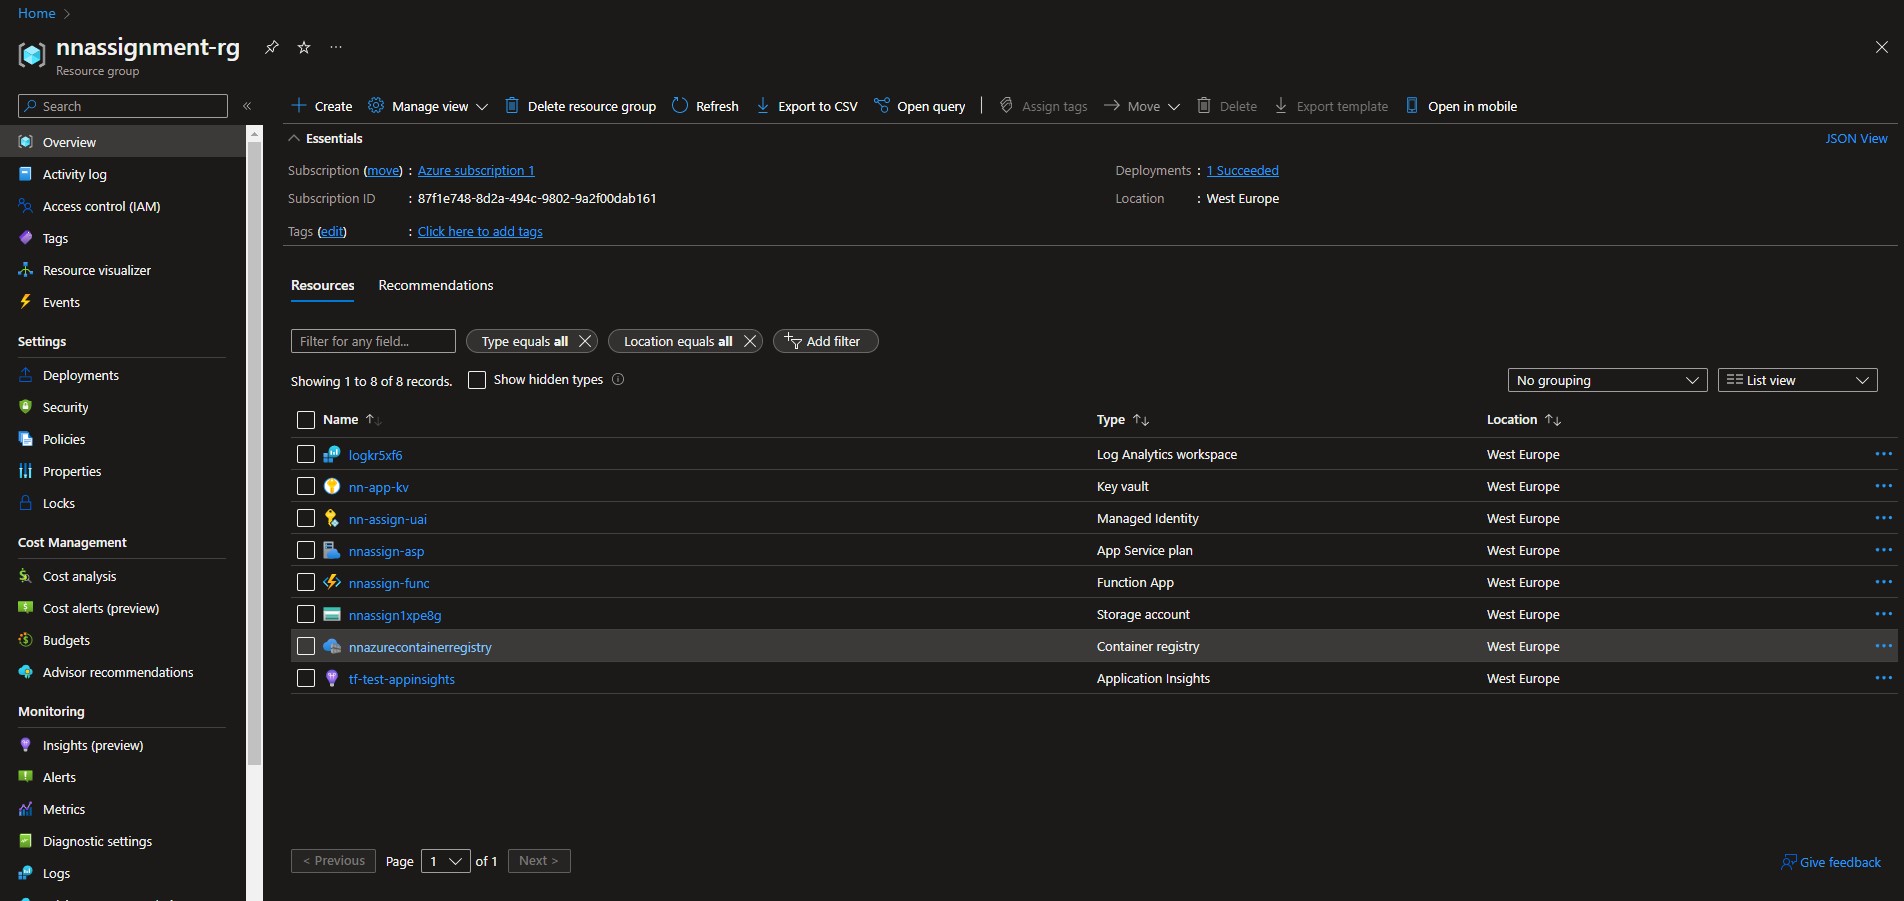 Home
nnassignment-rg
Resource group
Search
Create Manage view Delete resource group Refresh Export to CSV Open query Assign tags Move Delete Export template Open in mobile
Overview
Activity log
Access control (IAM)
Tags
Resource visualizer
Events
Settings
Deployments
Security
Policies
Properties
Locks
Cost Management
Cost analysis
Cost alerts (preview)
Budgets
Advisor recommendations
Monitoring
Insights (preview)
Alerts
Metrics
Diagnostic settings
Logs
Essentials JSON View
Subscription (move) : Azure subscription 1 Deployments : 1 Succeeded
Subscription ID : 87f1e748-8d2a-494c-9802-9a2f00dab161 Location : West Europe
Tags (edit) : Click here to add tags
Resources Recommendations
Filter for any field... Type equals all Location equals all Add filter
Showing 1 to 8 of 8 records. Show hidden types No grouping List view
Name Type Location
logkr5xf6 Log Analytics workspace West Europe
nn-app-kv Key vault West Europe
nn-assign-uai Managed Identity West Europe
nnassign-asp App Service plan West Europe
nnassign-func Function App West Europe
nnassign1xpe8g Storage account West Europe
nnazurecontainerregistry Container registry West Europe
tf-test-appinsights Application Insights West Europe
< Previous Page 1 of 1 Next >
Give feedback